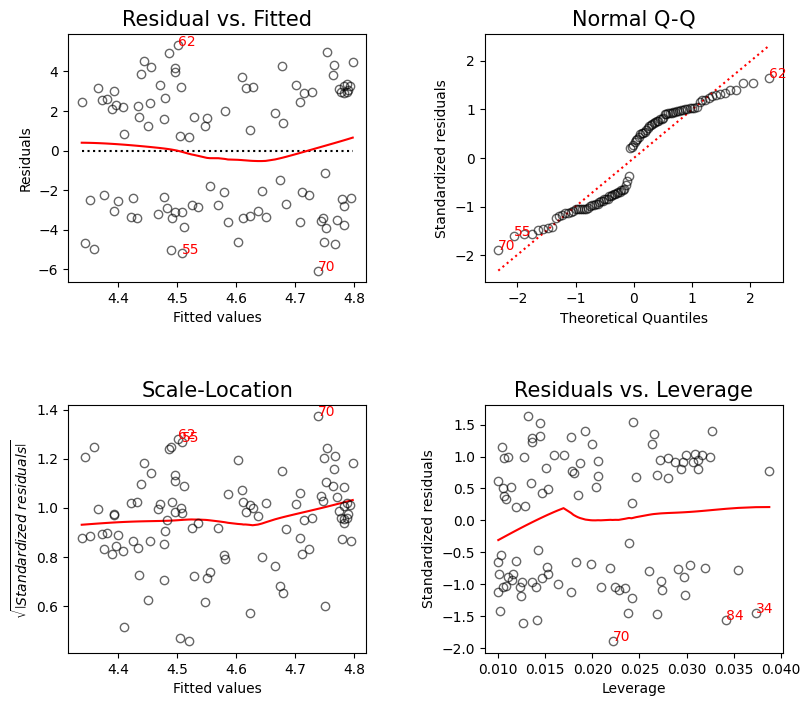 Residual vs. Fitted
Residuals
4
2
0
−2
−4
−6
62
55
70
4.4 4.5 4.6 4.7 4.8
Fitted values
Normal Q-Q
Standardized residuals
2
1
0
−1
−2
62
55
70
−2 −1 0 1 2
Theoretical Quantiles
Scale-Location
√|Standardized residuals|
1.4
1.2
1.0
0.8
0.6
70
62
55
4.4 4.5 4.6 4.7 4.8
Fitted values
Residuals vs. Leverage
Standardized residuals
1.5
1.0
0.5
0.0
−0.5
−1.0
−1.5
−2.0
34
84
70
0.010 0.015 0.020 0.025 0.030 0.035 0.040
Leverage